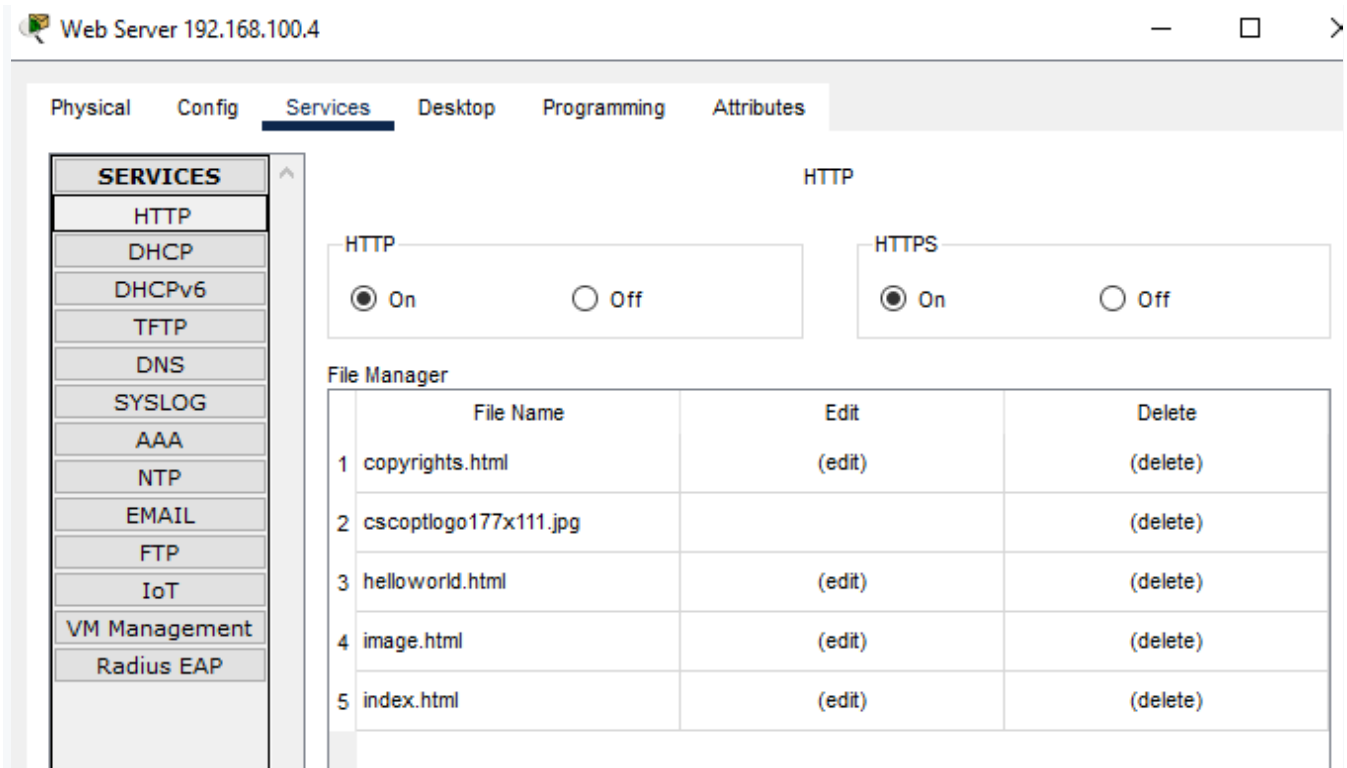 Web Server 192.168.100.4
Physical Config Services Desktop Programming Attributes
SERVICES
HTTP
DHCP
DHCPv6
TFTP
DNS
SYSLOG
AAA
NTP
EMAIL
FTP
IoT
VM Management
Radius EAP
HTTP
HTTP
On Off
HTTPS
On Off
File Manager
File Name Edit Delete
1 copyrights.html (edit) (delete)
2 cscoptlogo177x111.jpg (delete)
3 helloworld.html (edit) (delete)
4 image.html (edit) (delete)
5 index.html (edit) (delete)